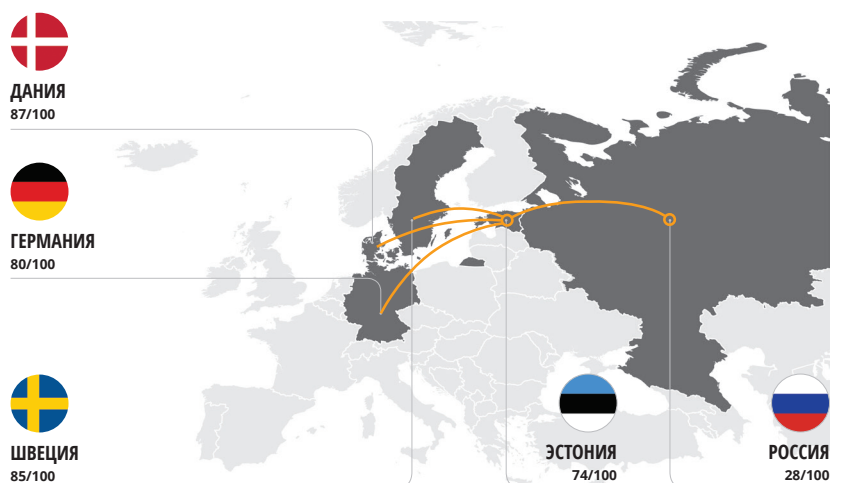 ДАНИЯ
87/100
ГЕРМАНИЯ
80/100
ШВЕЦИЯ
85/100
ЭСТОНИЯ
74/100
РОССИЯ
28/100